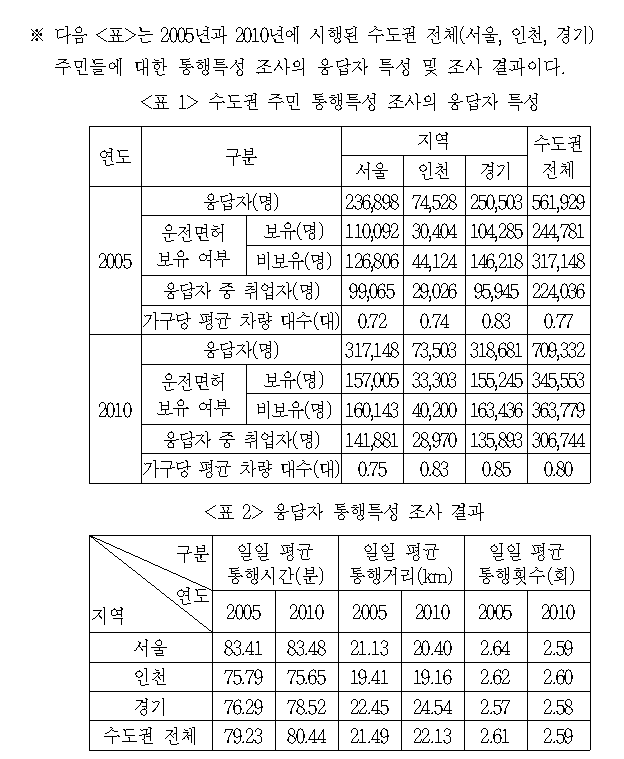 ※ 다음 <표>는 2005년과 2010년에 시행된 수도권 전체(서울, 인천, 경기)
주민들에 대한 통행특성 조사의 응답자 특성 및 조사 결과이다.
<표 1> 수도권 주민 통행특성 조사의 응답자 특성
연도 구분 지역 수도권 전체
서울 인천 경기
2005 응답자(명) 236,898 74,528 250,503 561,929
운전면허 보유 여부 보유(명) 110,092 30,404 104,285 244,781
비보유(명) 126,806 44,124 146,218 317,148
응답자 중 취업자(명) 99,065 29,026 95,945 224,036
가구당 평균 차량 대수(대) 0.72 0.74 0.83 0.77
2010 응답자(명) 317,148 73,503 318,681 709,332
운전면허 보유 여부 보유(명) 157,005 33,303 155,245 345,553
비보유(명) 160,143 40,200 163,436 363,779
응답자 중 취업자(명) 141,881 28,970 135,893 306,744
가구당 평균 차량 대수(대) 0.75 0.83 0.85 0.80
<표 2> 응답자 통행특성 조사 결과
구분 일일 평균 일일 평균 일일 평균
통행시간(분) 통행거리(km) 통행횟수(회)
연도
지역 2005 2010 2005 2010 2005 2010
서울 83.41 83.48 21.13 20.40 2.64 2.59
인천 75.79 75.65 19.41 19.16 2.62 2.60
경기 76.29 78.52 22.45 24.54 2.57 2.58
수도권 전체 79.23 80.44 21.49 22.13 2.61 2.59